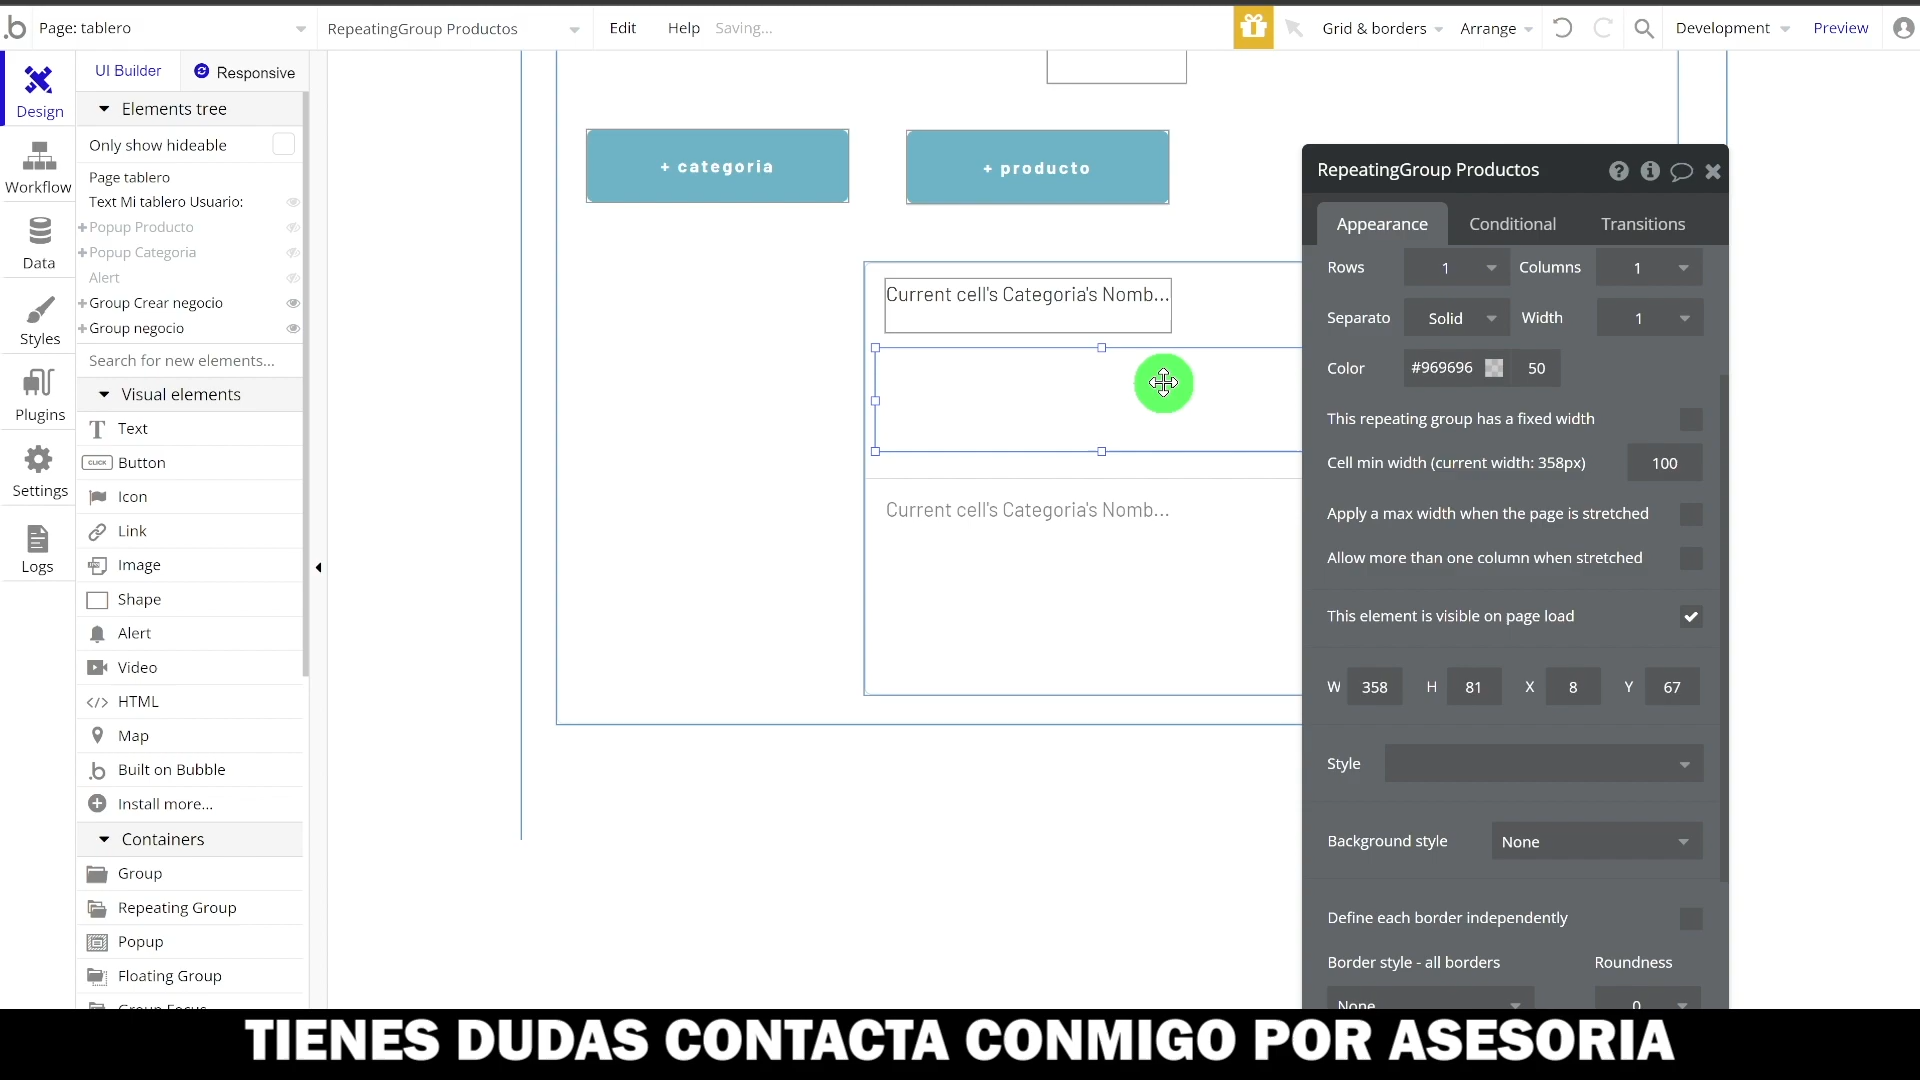 Page: tablero
RepeatingGroup Productos
Edit
Help
Saving...
Grid & borders
Arrange
Development
Preview
Design
Workflow
Data
Styles
Plugins
Settings
Logs
UI Builder
Responsive
Elements tree
Only show hideable
Page tablero
Text Mi tablero Usuario:
Popup Producto
Popup Categoria
Alert
Group Crear negocio
Group negocio
Search for new elements...
Visual elements
Text
CLICK Button
Icon
Link
Image
Shape
Alert
Video
HTML
Map
Built on Bubble
Install more...
Containers
Group
Repeating Group
Popup
Floating Group
Group Focus
+ categoria
+ producto
Current cell's Categoria's Nomb...
Current cell's Categoria's Nomb...
RepeatingGroup Productos
Appearance
Conditional
Transitions
Rows 1 Columns 1
Separato Solid Width 1
Color #969696 50
This repeating group has a fixed width
Cell min width (current width: 358px) 100
Apply a max width when the page is stretched
Allow more than one column when stretched
This element is visible on page load
W 358 H 81 X 8 Y 67
Style
Background style None
Define each border independently
Border style - all borders Roundness
None 0
TIENES DUDAS CONTACTA CONMIGO POR ASESORIA